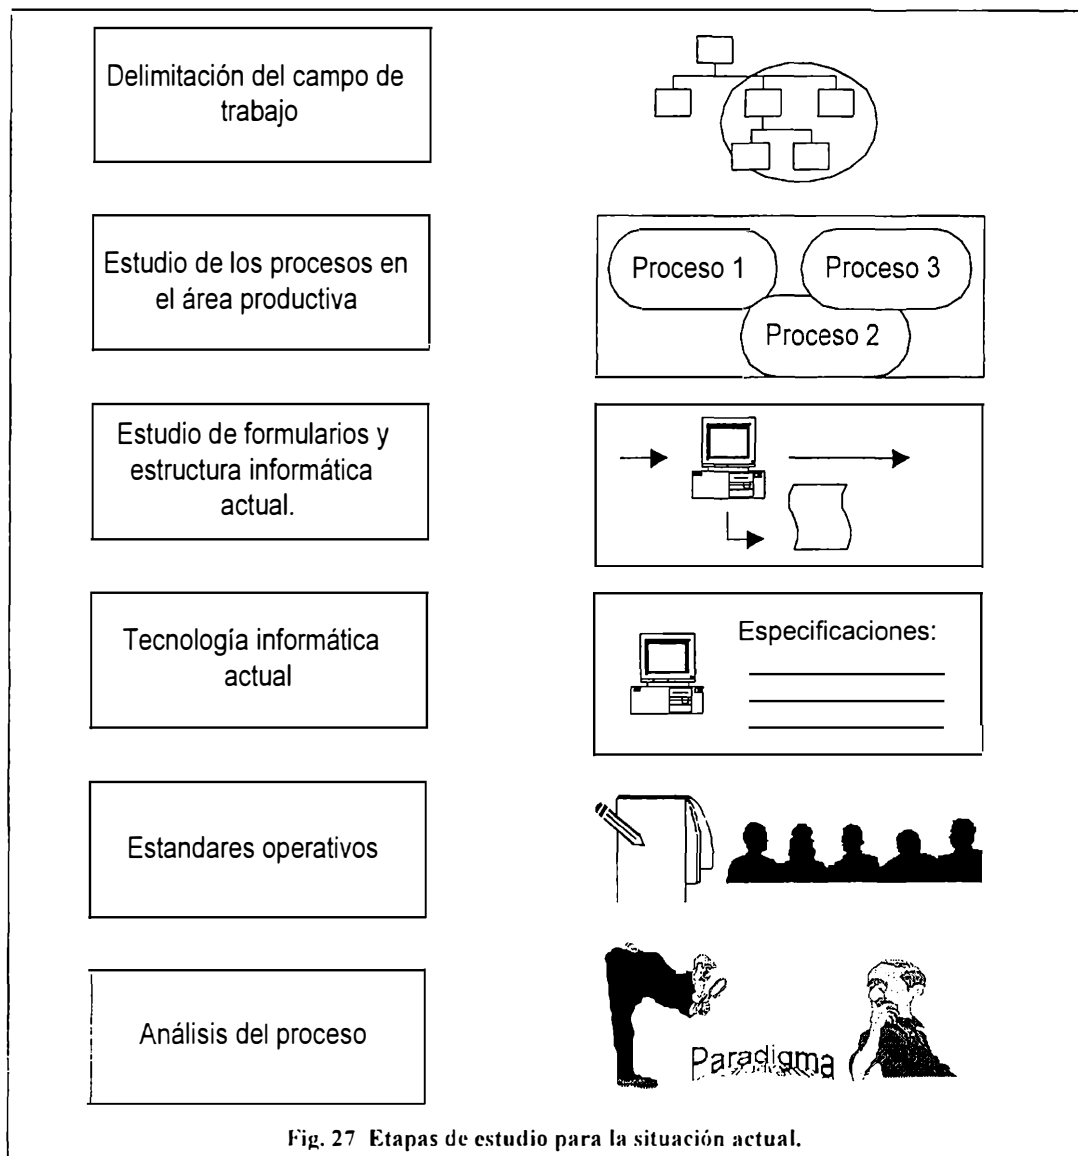 Delimitación del campo de
trabajo
Estudio de los procesos en
el área productiva
Proceso 1
Proceso 3
Proceso 2
Estudio de formularios y
estructura informática
actual.
Tecnología informática
actual
Especificaciones:
Estandares operativos
Análisis del proceso
Paradigma
Fig. 27 Etapas de estudio para la situación actual.